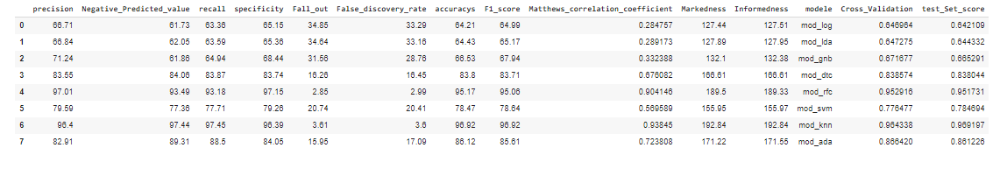 precision Negative_Predicted_value recall specificity Fall_out False_discovery_rate accuracys F1_score Matthews_correlation_coefficient Markedness Informedness modele Cross_Validation test_Set_score
0 66.71 61.73 63.36 65.15 34.85 33.29 64.21 64.99 0.284757 127.44 127.51 mod_log 0.646964 0.642109
1 66.84 62.05 63.59 65.36 34.64 33.16 64.43 65.17 0.289173 127.89 127.95 mod_lda 0.647275 0.644332
2 71.24 61.86 64.94 68.44 31.56 28.76 66.53 67.94 0.332388 132.1 132.38 mod_gnb 0.671677 0.665291
3 83.55 84.06 83.87 83.74 16.26 16.45 83.8 83.71 0.676082 166.61 166.61 mod_dtc 0.838574 0.838044
4 97.01 93.49 93.18 97.15 2.85 2.99 95.17 95.06 0.904146 189.5 189.33 mod_rfc 0.952916 0.951731
5 79.59 77.36 77.71 79.26 20.74 20.41 78.47 78.64 0.569589 155.95 155.97 mod_svm 0.776477 0.784694
6 96.4 97.44 97.45 96.39 3.61 3.6 96.92 96.92 0.93845 192.84 192.84 mod_knn 0.964338 0.969197
7 82.91 89.31 88.5 84.05 15.95 17.09 86.12 85.61 0.723808 171.22 171.55 mod_ada 0.866420 0.861226